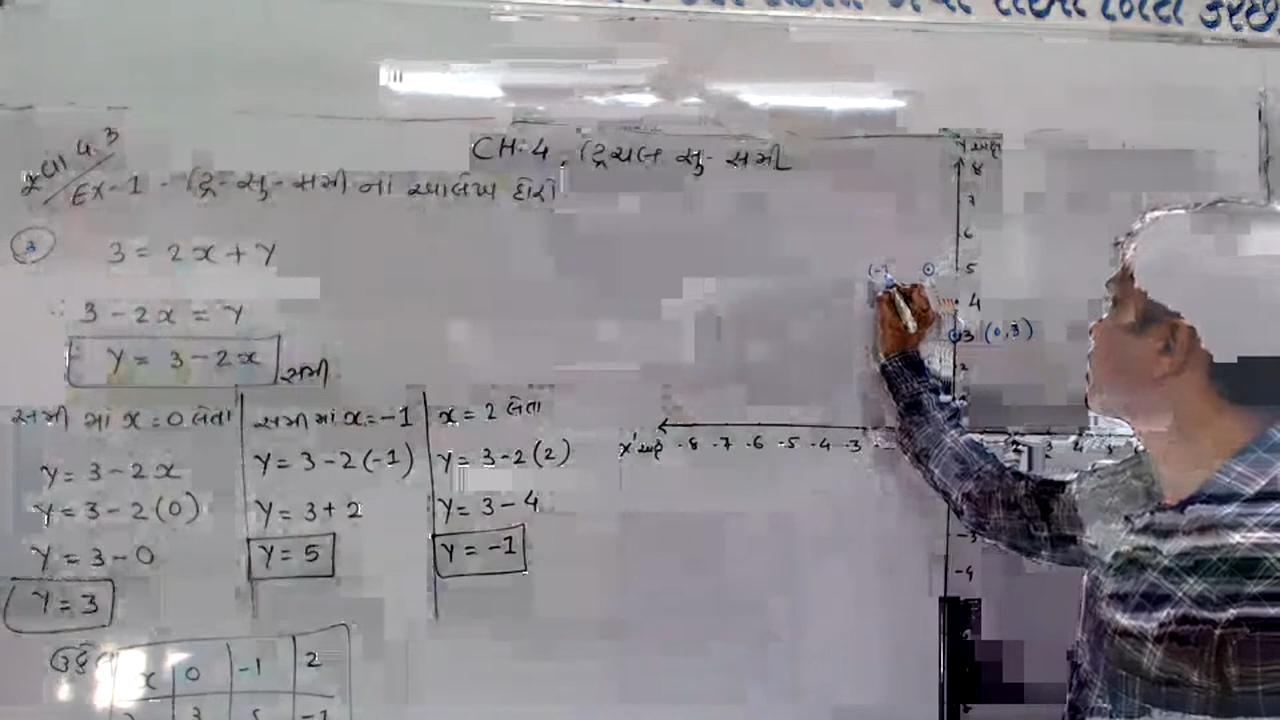 CH-4, દ્વિચલ સુ-સમી
Ex-1 - દ્વિ-સુ-સમી ના આલેખ દોરો.
3 3 = 2x + y
∴ 3 - 2x = y
y = 3 - 2x સમી
સમી માં x = 0 લેતા
y = 3 - 2x
y = 3 - 2(0)
y = 3 - 0
y = 3
સમી માં x = -1
y = 3 - 2(-1)
y = 3 + 2
y = 5
x = 2 લેતા
y = 3 - 2(2)
y = 3 - 4
y = -1
ઉકેલ
x 0 -1 2
3 5 -1
8
7
6
5
4
3 (0,3)
-8 -7 -6 -5 -4 -3
2 3 4
-3
-4